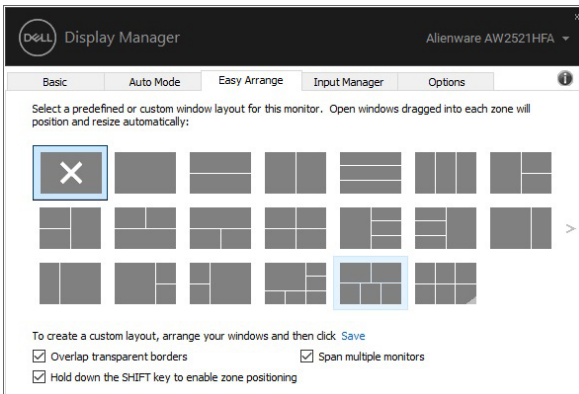 DELL Display Manager
Alienware AW2521HFA
Basic Auto Mode Easy Arrange Input Manager Options
Select a predefined or custom window layout for this monitor. Open windows dragged into each zone will
position and resize automatically:
To create a custom layout, arrange your windows and then click Save
Overlap transparent borders Span multiple monitors
Hold down the SHIFT key to enable zone positioning